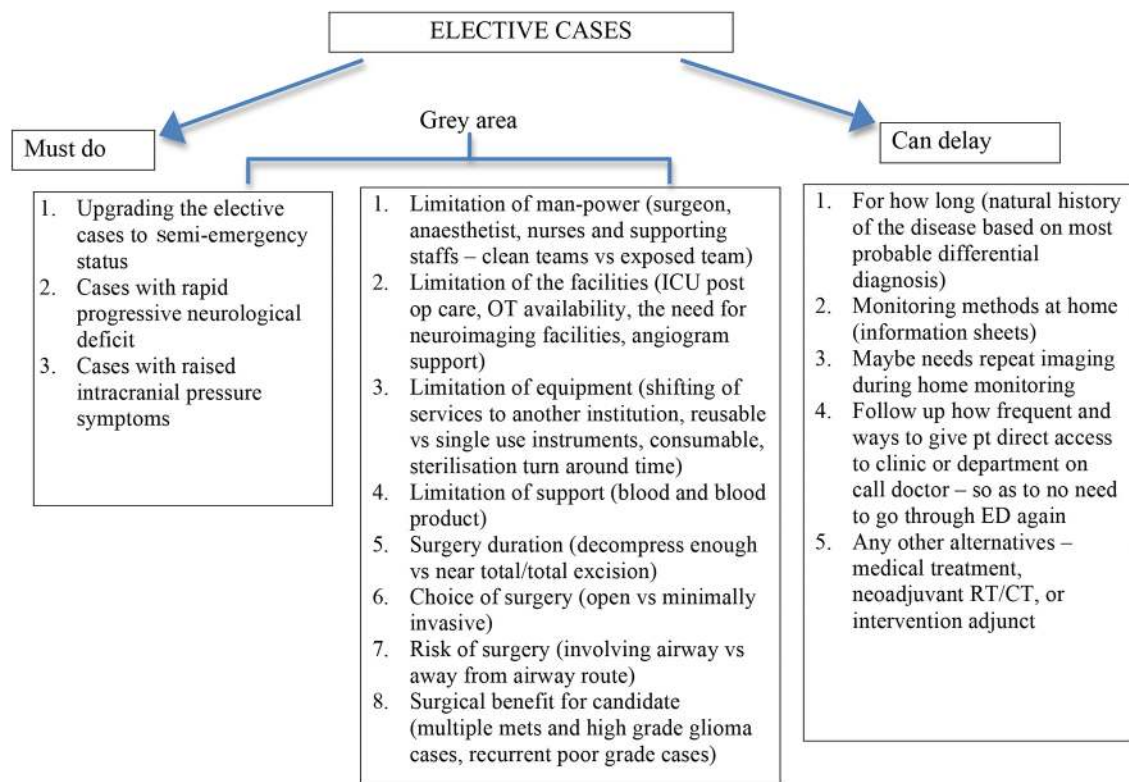 ELECTIVE CASES
Grey area
Must do
Can delay
1. Upgrading the elective
cases to semi-emergency
status
2. Cases with rapid
progressive neurological
deficit
3. Cases with raised
intracranial pressure
symptoms
1. Limitation of man-power (surgeon,
anaesthetist, nurses and supporting
staffs – clean teams vs exposed team)
2. Limitation of the facilities (ICU post
op care, OT availability, the need for
neuroimaging facilities, angiogram
support)
3. Limitation of equipment (shifting of
services to another institution, reusable
vs single use instruments, consumable,
sterilisation turn around time)
4. Limitation of support (blood and blood
product)
5. Surgery duration (decompress enough
vs near total/total excision)
6. Choice of surgery (open vs minimally
invasive)
7. Risk of surgery (involving airway vs
away from airway route)
8. Surgical benefit for candidate
(multiple mets and high grade glioma
cases, recurrent poor grade cases)
1. For how long (natural history
of the disease based on most
probable differential
diagnosis)
2. Monitoring methods at home
(information sheets)
3. Maybe needs repeat imaging
during home monitoring
4. Follow up how frequent and
ways to give pt direct access
to clinic or department on
call doctor – so as to no need
to go through ED again
5. Any other alternatives –
medical treatment,
neoadjuvant RT/CT, or
intervention adjunct